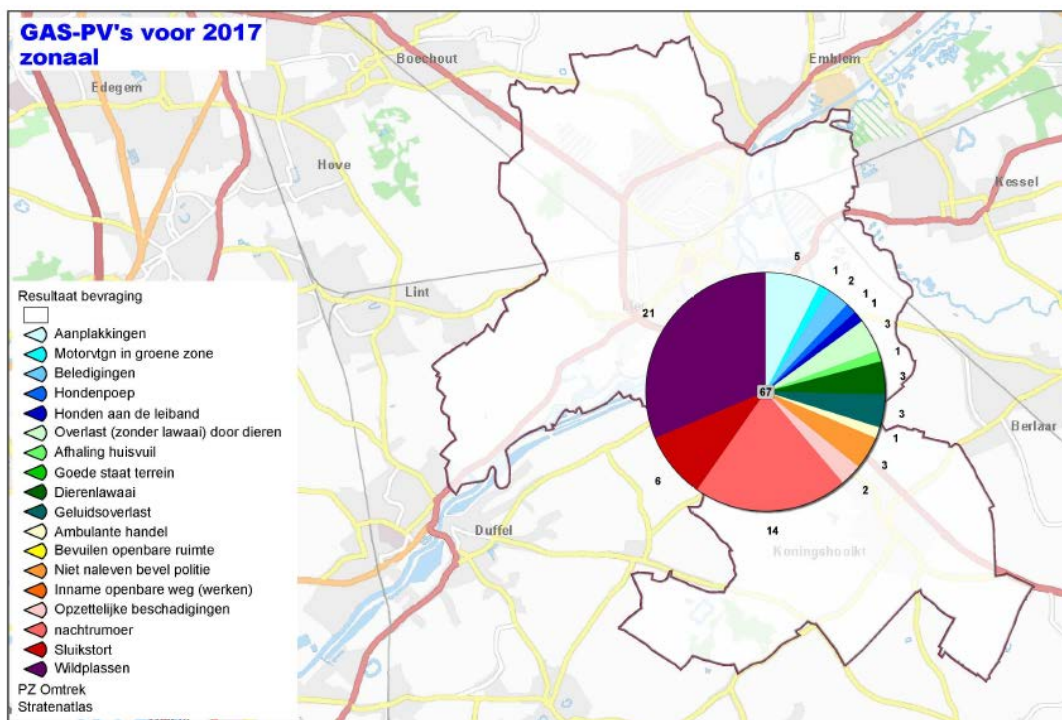 GAS-PV's voor 2017
zonaal
Boechout
Emblem
Edegem
Hove
Kessel
Lint
Berlaar
Duffel
Koningshooikt
Resultaat bevraging
Aanplakkingen
Motorvtgn in groene zone
Beledigingen
Hondenpoep
Honden aan de leiband
Overlast (zonder lawaai) door dieren
Afhaling huisvuil
Goede staat terrein
Dierenlawaai
Geluidsoverlast
Ambulante handel
Bevuilen openbare ruimte
Niet naleven bevel politie
Inname openbare weg (werken)
Opzettelijke beschadigingen
nachtrumoer
Sluikstort
Wildplassen
PZ Omtrek
Stratenatlas
5
1
2
1
1
3
1
3
3
1
3
2
14
6
21
67